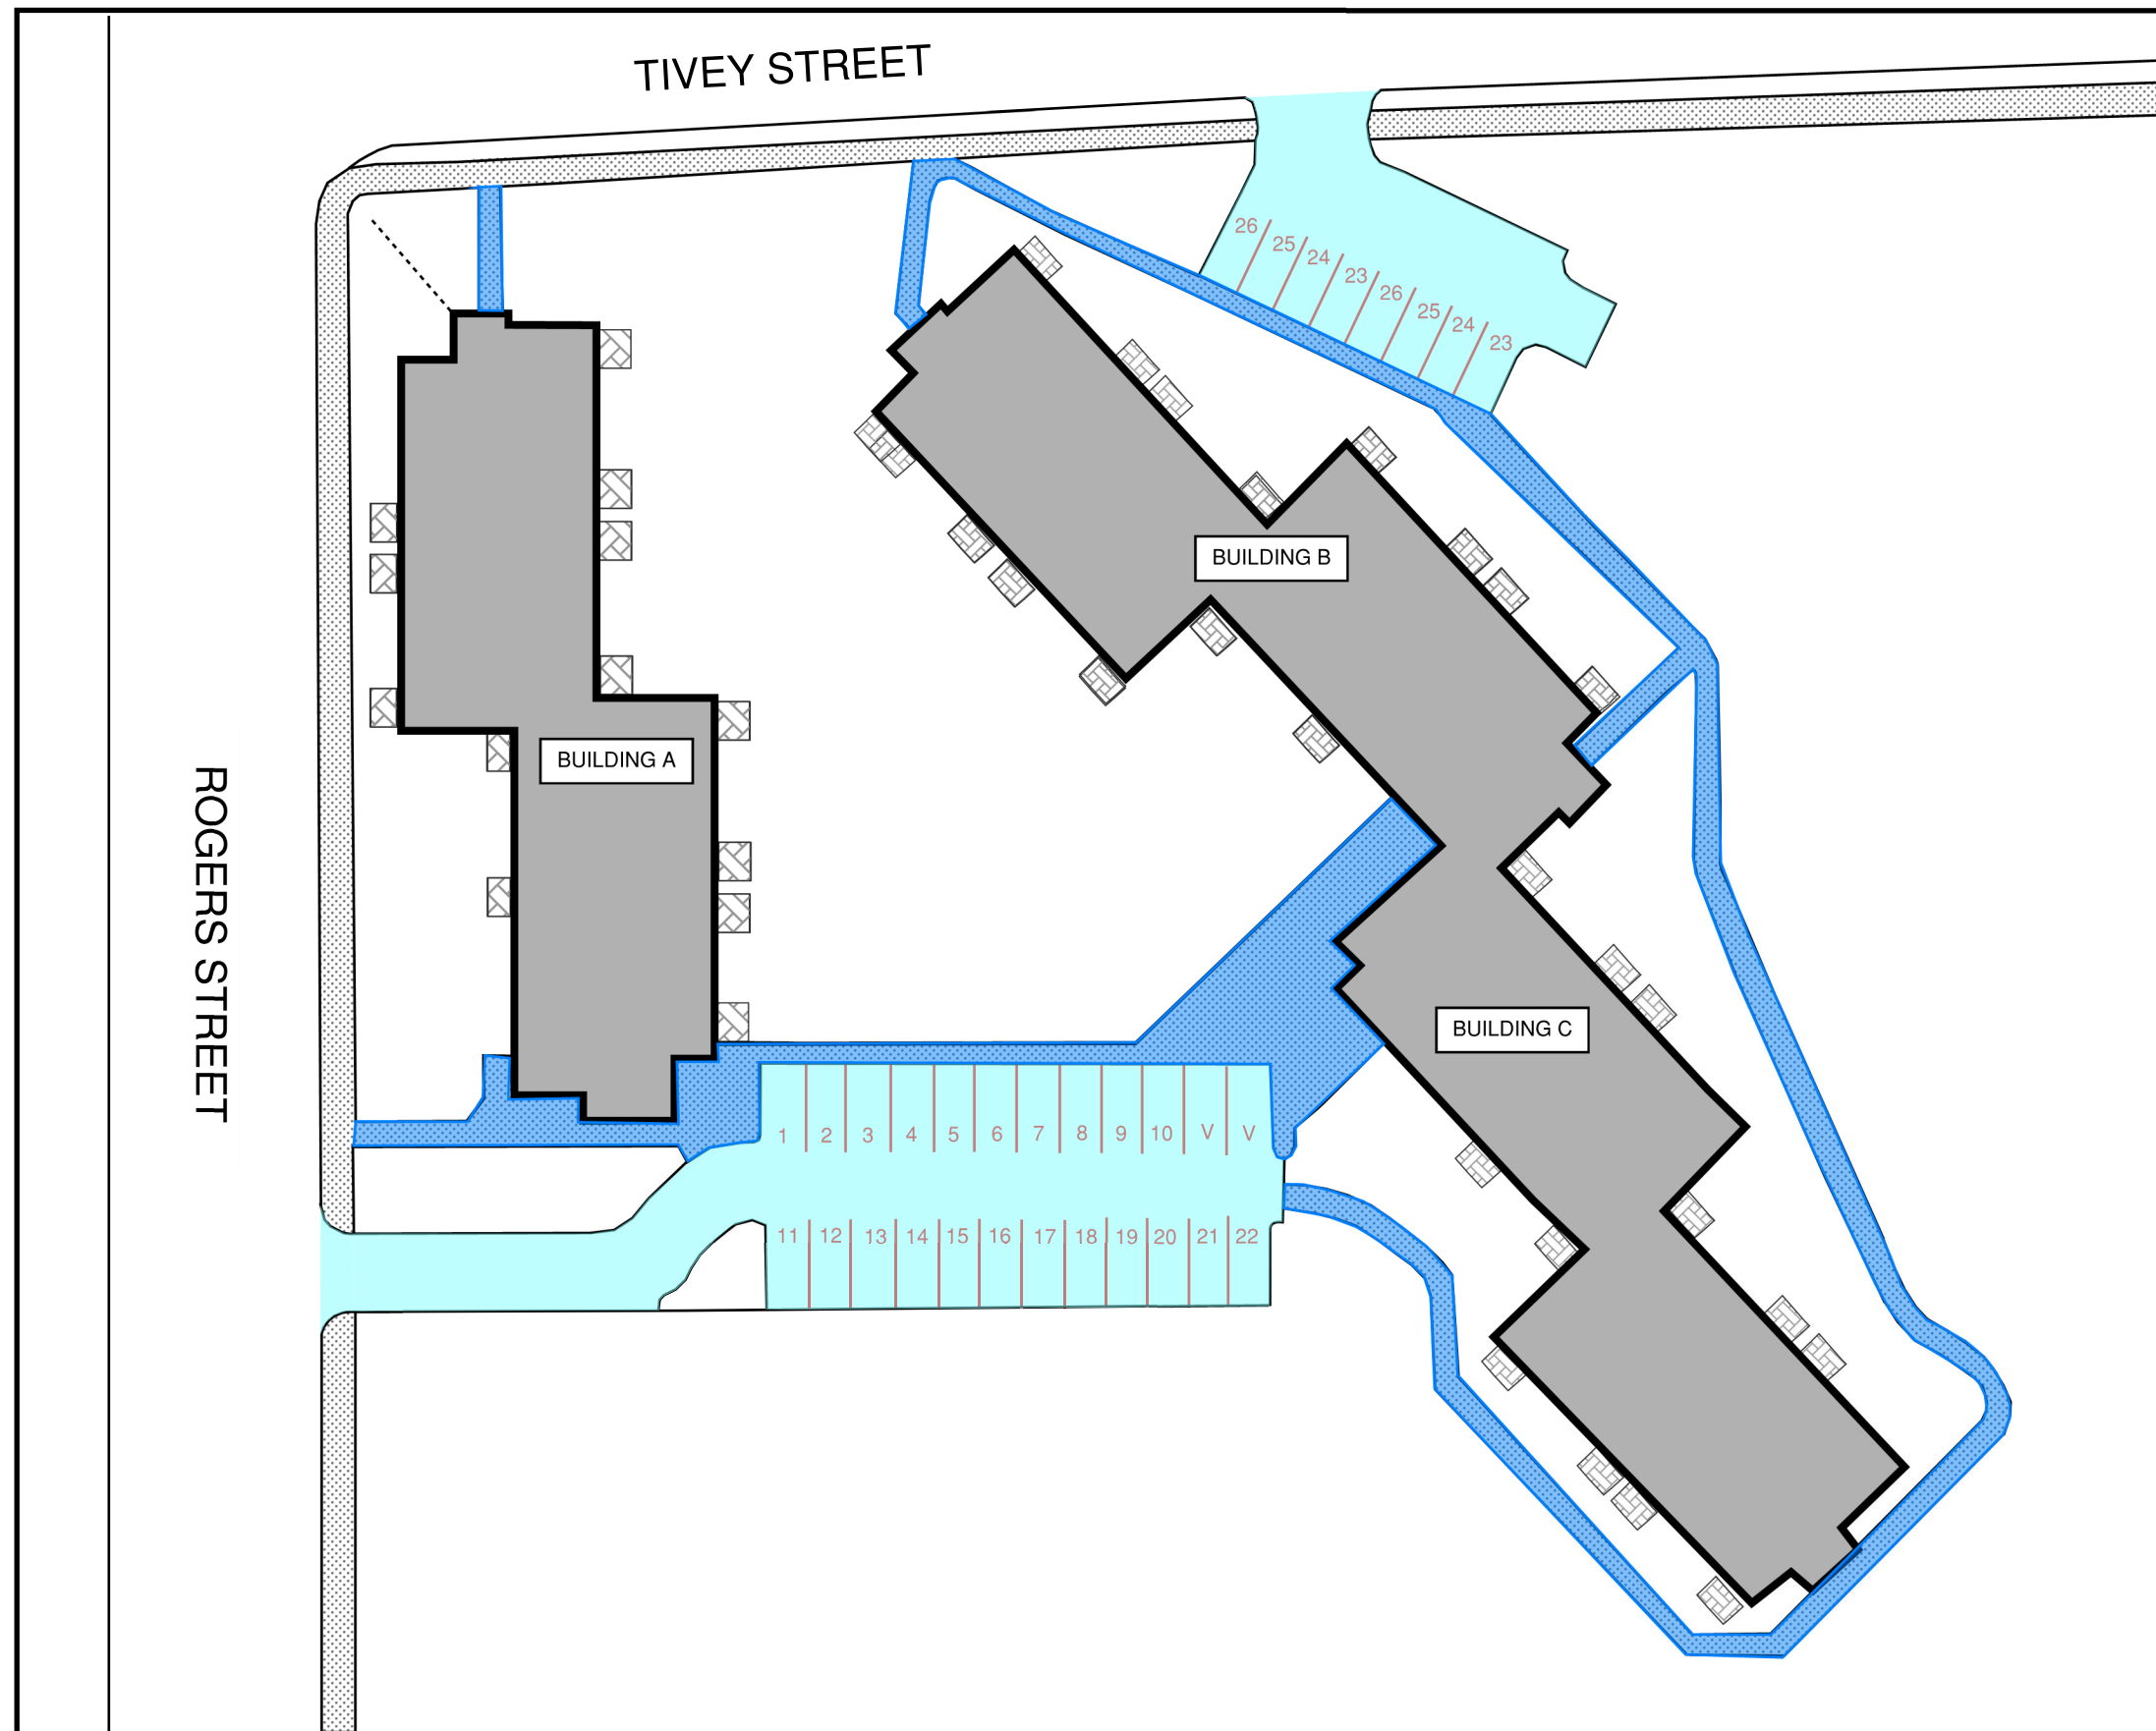 TIVEY STREET
26 25 24 23 26 25 24 23
BUILDING B
BUILDING A
ROGERS STREET
BUILDING C
1 2 3 4 5 6 7 8 9 10 V V
11 12 13 14 15 16 17 18 19 20 21 22